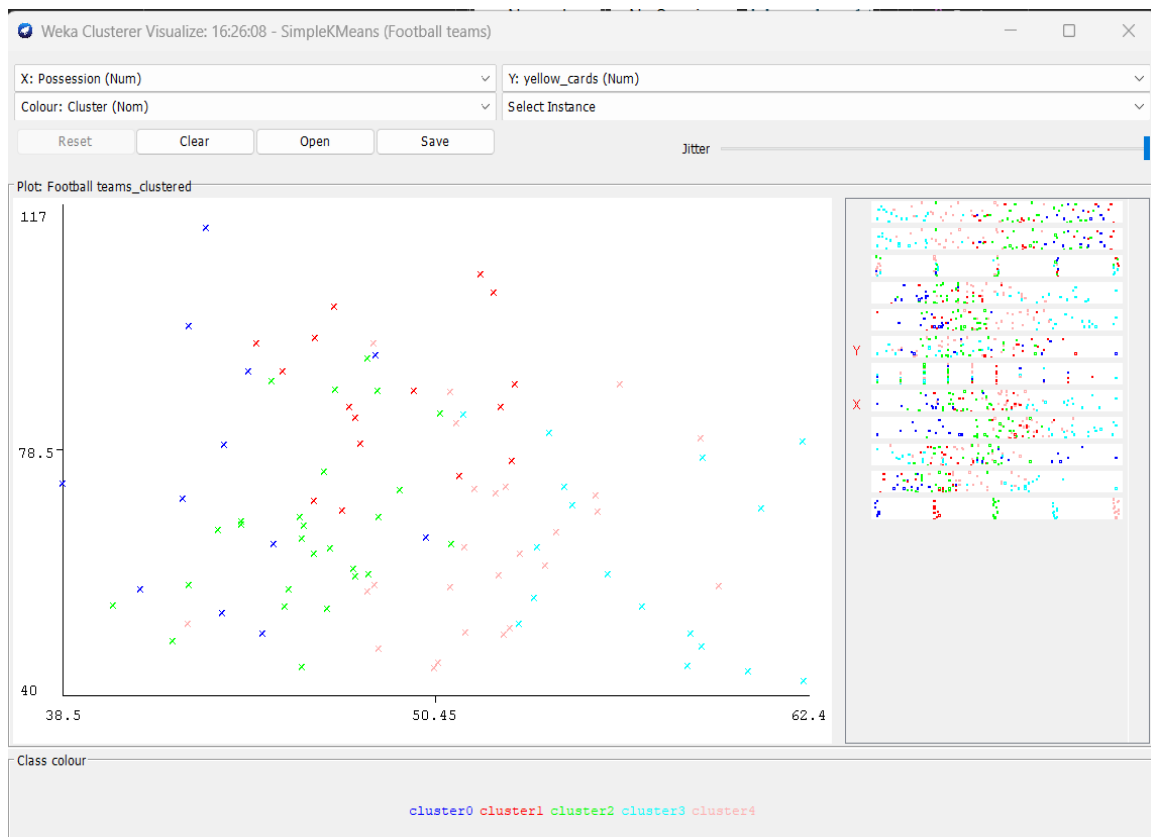 Weka Clusterer Visualize: 16:26:08 - SimpleKMeans (Football teams)
X: Possession (Num)
Y: yellow_cards (Num)
Colour: Cluster (Nom)
Select Instance
Reset
Clear
Open
Save
Jitter
Plot: Football teams_clustered
117
78.5
40
38.5
50.45
62.4
Y
X
Class colour
cluster0 cluster1 cluster2 cluster3 cluster4